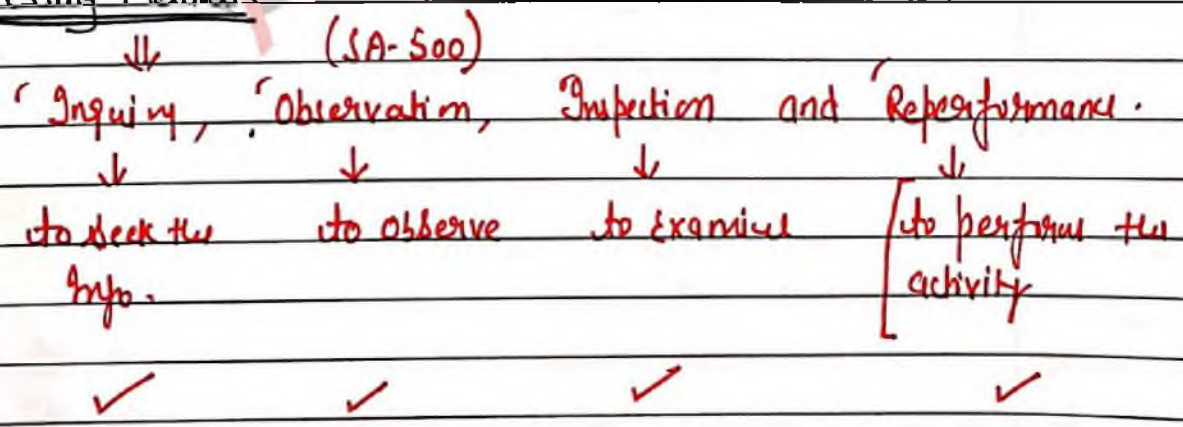 (SA-500)
Inquiry, Observation, Inspection and Reperformance.
to seek the to observe to examine to perform the
Info. activity